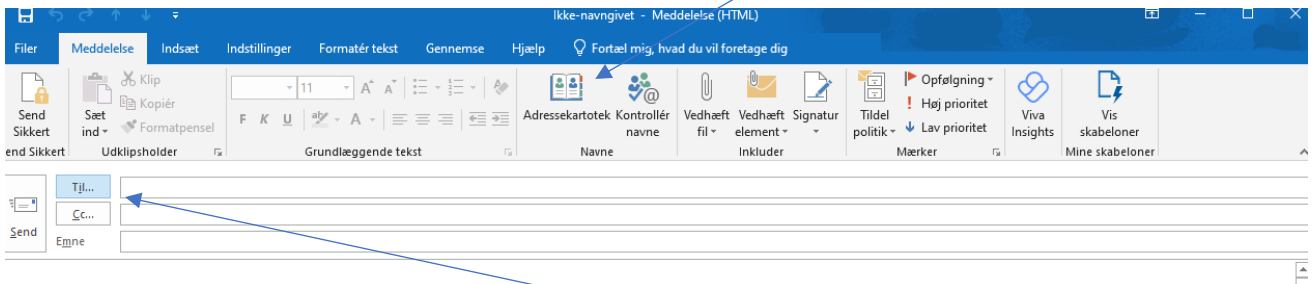 Ikke-navngivet - Meddelelse (HTML)
Filer Meddelelse Indsæt Indstillinger Formatér tekst Gennemse Hjælp Fortæl mig, hvad du vil foretage dig
Send Sikkert
Sæt ind
Klip
Kopiér
Formatpensel
11
F K U
Adressekartotek
Kontrollér navne
Vedhæft fil
Vedhæft element
Signatur
Tildel politik
Opfølgning
Høj prioritet
Lav prioritet
Viva Insights
Vis skabeloner
end Sikkert Udklipsholder Grundlæggende tekst Navne Inkluder Mærker Mine skabeloner
Til...
Cc...
Send
Emne